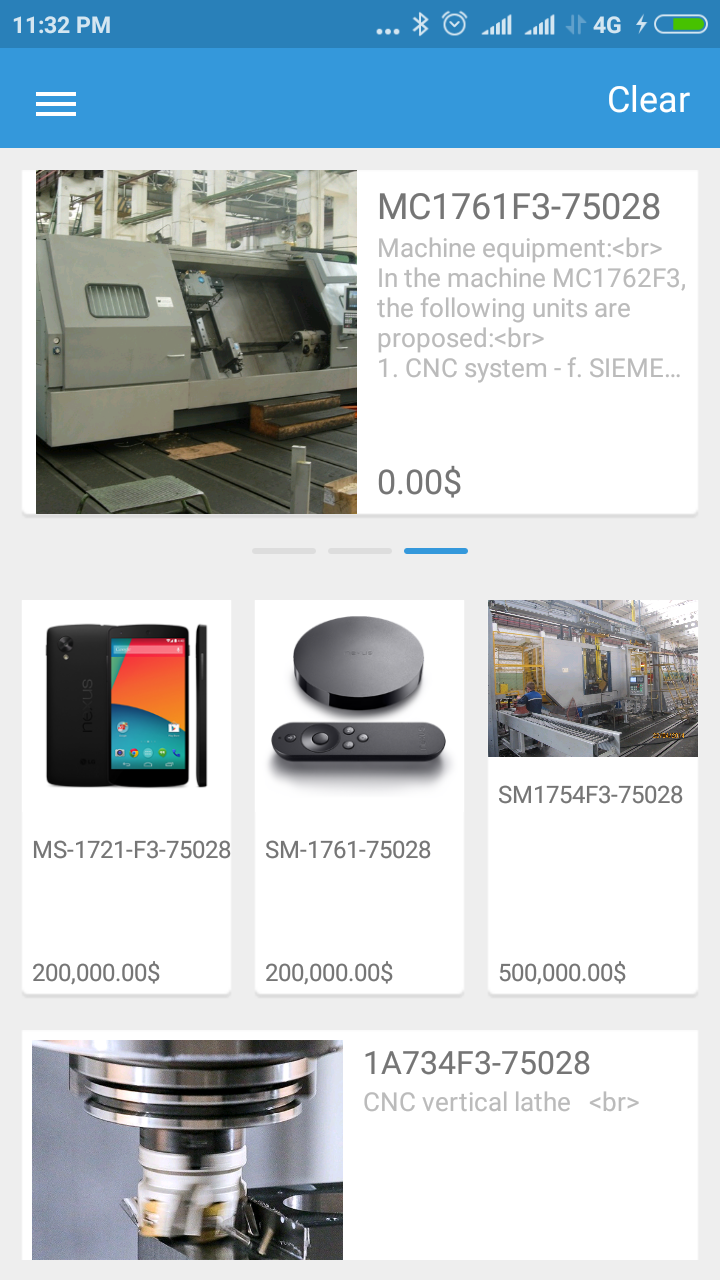 11:32 PM
4G
Clear
MC1761F3-75028
Machine equipment:<br>
In the machine MC1762F3,
the following units are
proposed:<br>
1. CNC system - f. SIEME…
0.00$
nexus
MS-1721-F3-75028
SM-1761-75028
SM1754F3-75028
200,000.00$
200,000.00$
500,000.00$
1A734F3-75028
CNC vertical lathe   <br>